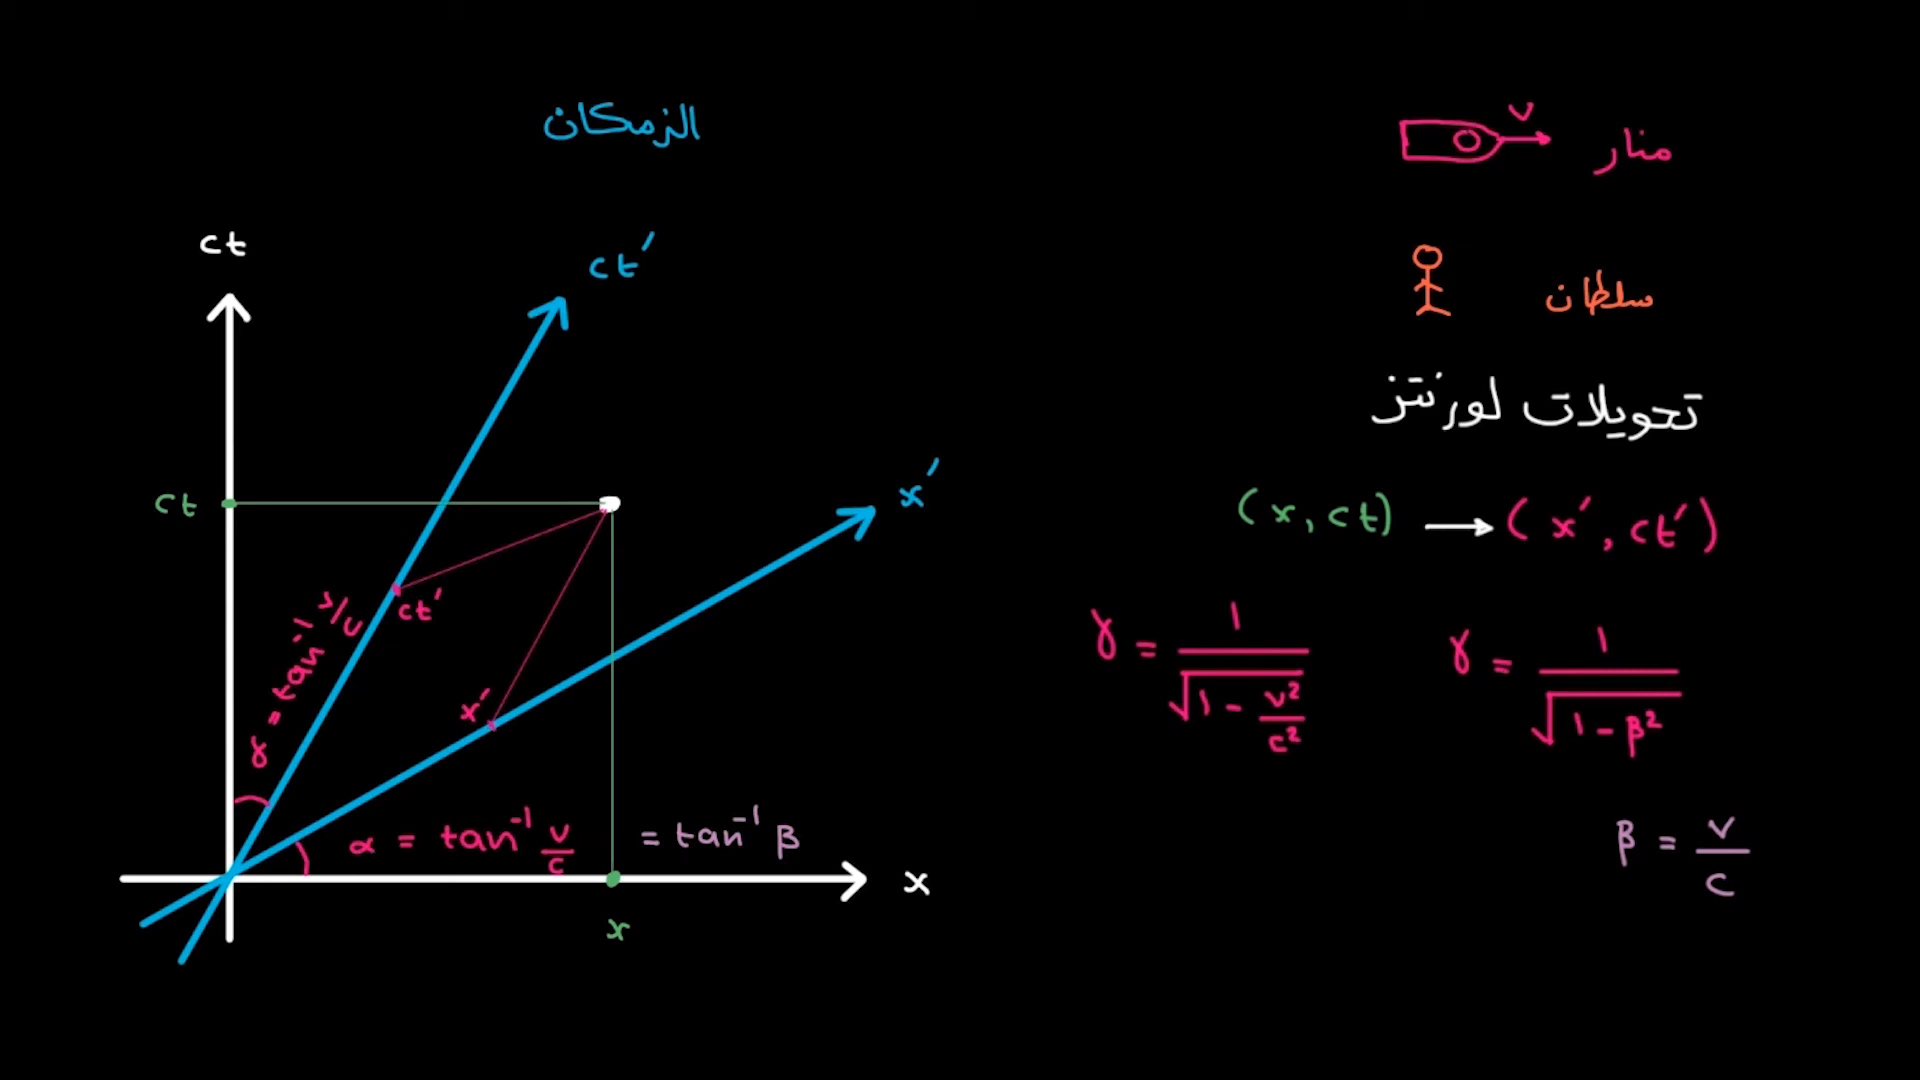 الزمكان
v
منار
سلطان
تحويلات لورنتز
(x, ct) → (x', ct')
γ = 1/√(1 - v²/c²)
γ = 1/√(1 - β²)
β = v/c
ct
ct'
x'
ct
ct'
x'
γ = tan⁻¹ v/c
α = tan⁻¹ v/c = tan⁻¹ β
x
x